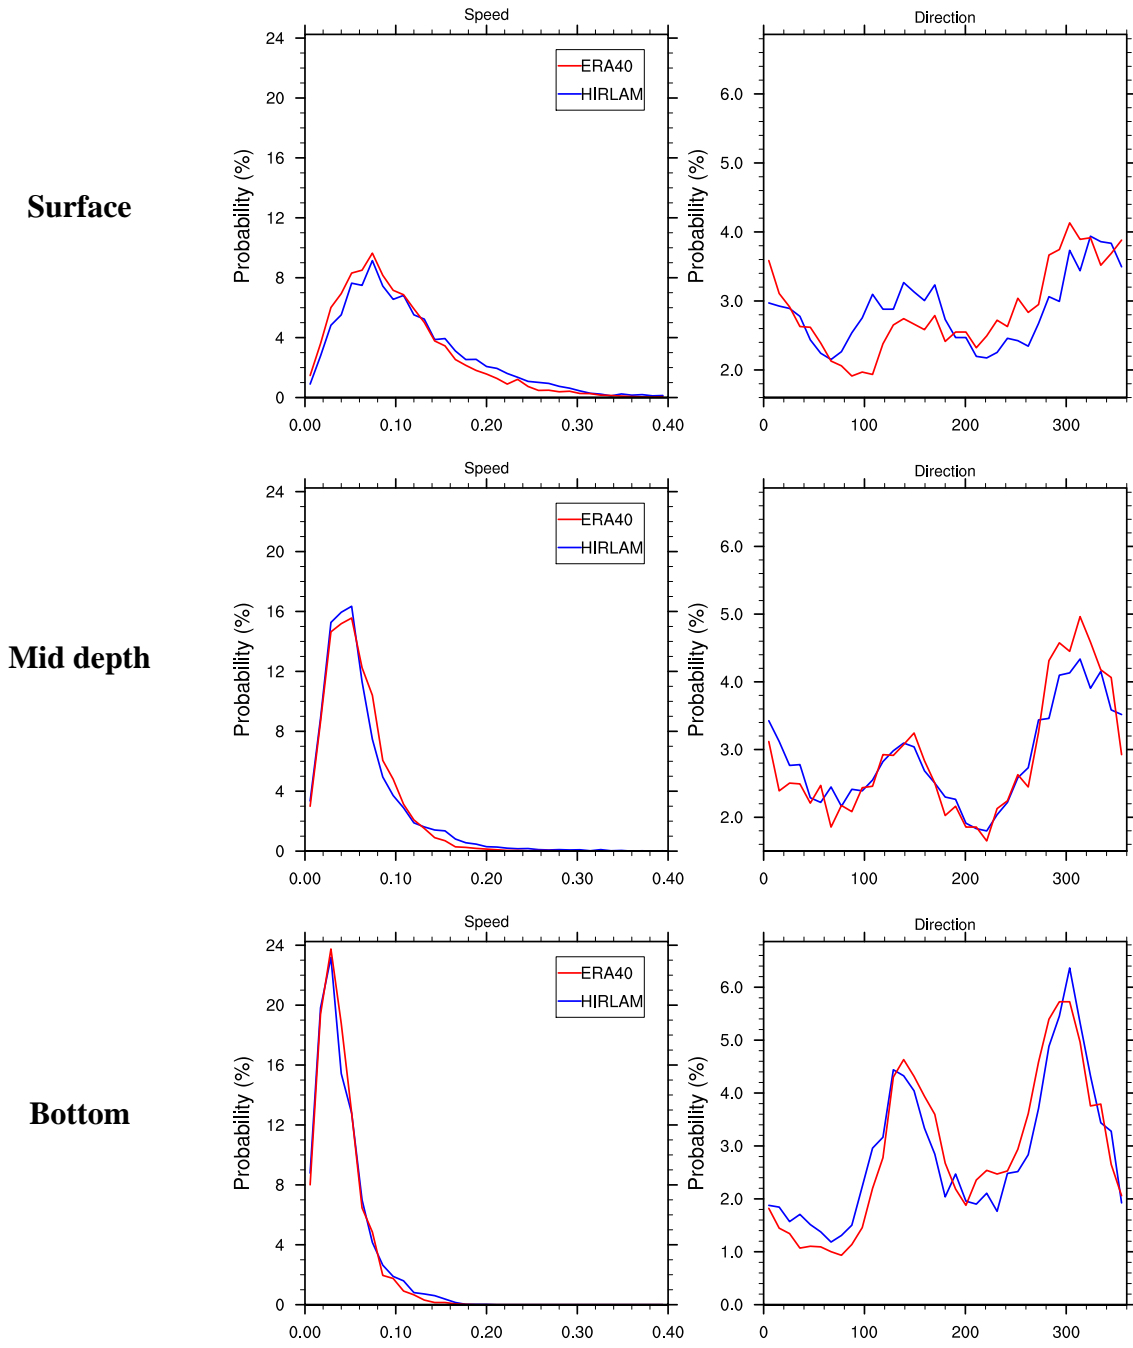 Speed
Direction
24
20
16
12
8
4
0
Probability (%)
ERA40
HIRLAM
0.00 0.10 0.20 0.30 0.40
6.0
5.0
4.0
3.0
2.0
Probability (%)
0 100 200 300
Surface
Speed
Direction
24
20
16
12
8
4
0
Probability (%)
ERA40
HIRLAM
0.00 0.10 0.20 0.30 0.40
6.0
5.0
4.0
3.0
2.0
Probability (%)
0 100 200 300
Mid depth
Speed
Direction
24
20
16
12
8
4
0
Probability (%)
ERA40
HIRLAM
0.00 0.10 0.20 0.30 0.40
6.0
5.0
4.0
3.0
2.0
1.0
0.0
Probability (%)
0 100 200 300
Bottom